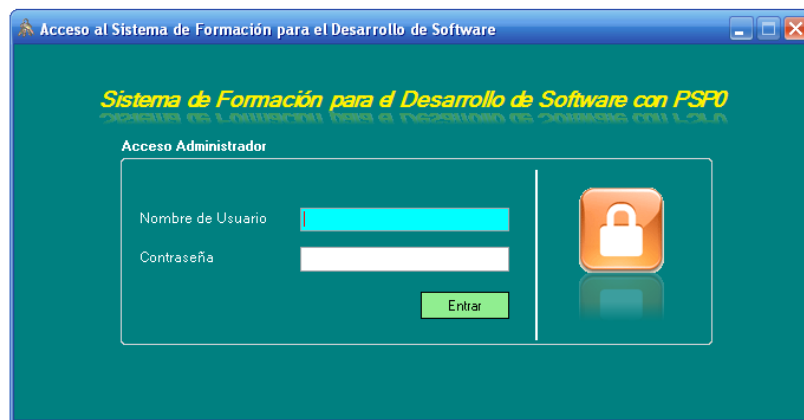 Acceso al Sistema de Formación para el Desarrollo de Software
Sistema de Formación para el Desarrollo de Software con PSP0
Acceso Administrador
Nombre de Usuario
Contraseña
Entrar